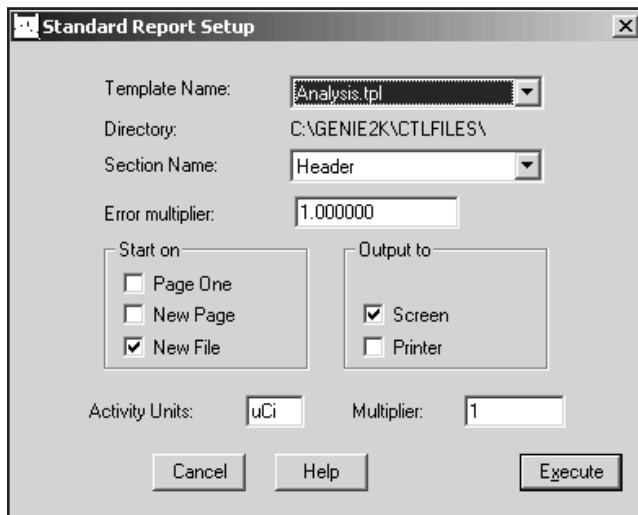 Standard Report Setup
Template Name: Analysis.tpl
Directory: C:\GENIE2K\CTLFILES\
Section Name: Header
Error multiplier: 1.000000
Start on
Page One
New Page
New File
Output to
Screen
Printer
Activity Units: uCi Multiplier: 1
Cancel Help Execute